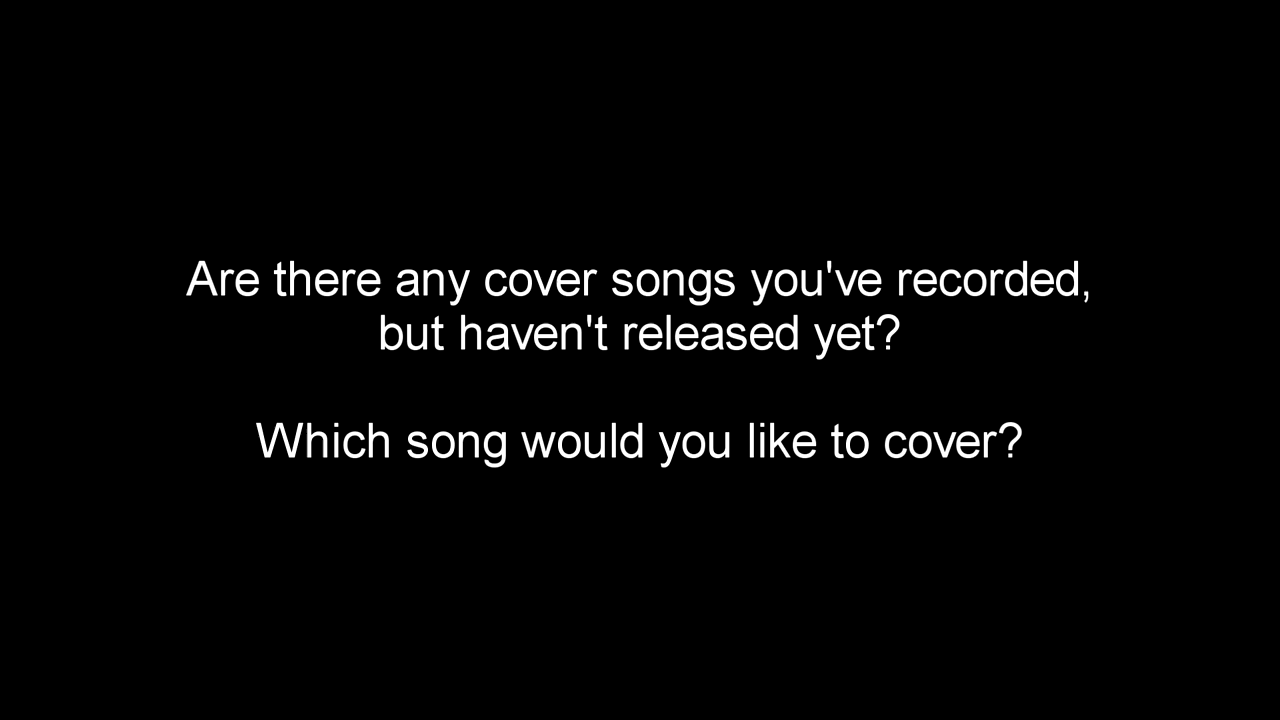 Are there any cover songs you've recorded,
but haven't released yet?
Which song would you like to cover?